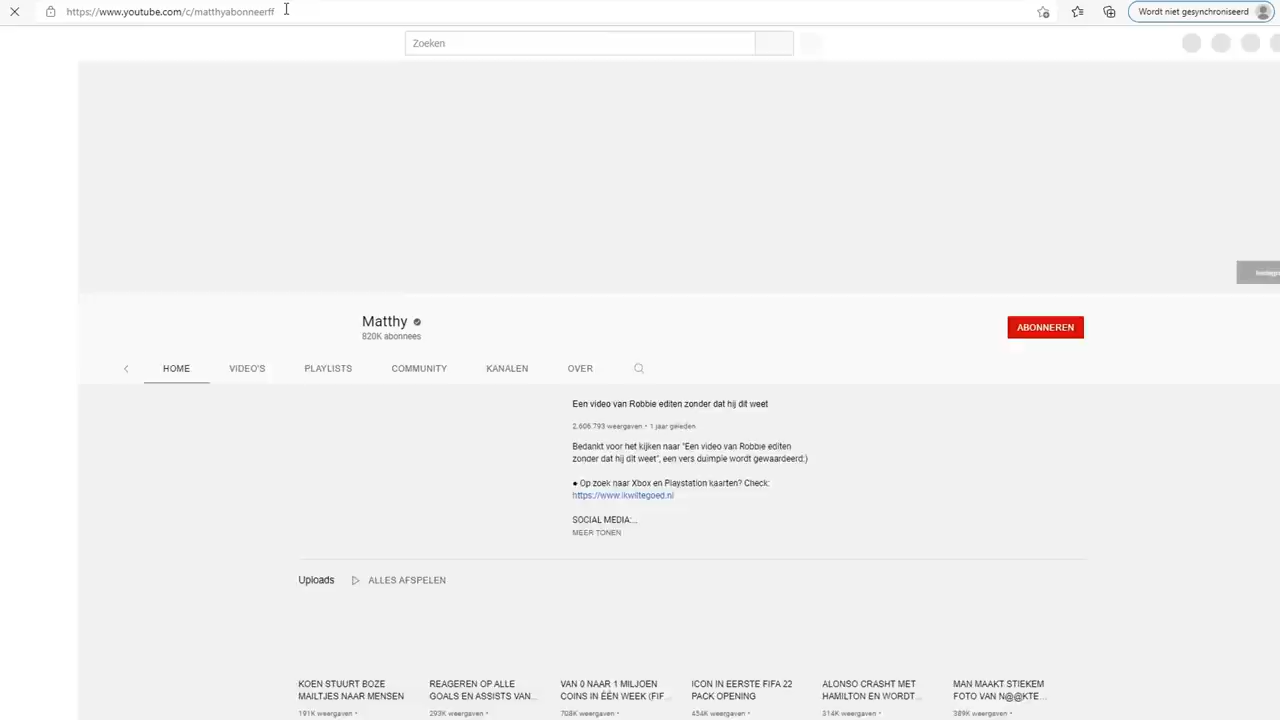 https://www.youtube.com/c/matthyabonneerff
Wordt niet gesynchroniseerd
Zoeken
Matthy
820K abonnees
ABONNEREN
HOME VIDEO'S PLAYLISTS COMMUNITY KANALEN OVER
Een video van Robbie editen zonder dat hij dit weet
2.606.793 weergaven • 1 jaar geleden
Bedankt voor het kijken naar "Een video van Robbie editen
zonder dat hij dit weet", een vers duimpie wordt gewaardeerd:)
● Op zoek naar Xbox en Playstation kaarten? Check:
https://www.ikwiltegoed.nl
SOCIAL MEDIA:...
MEER TONEN
Uploads ALLES AFSPELEN
KOEN STUURT BOZE
MAILTJES NAAR MENSEN
191K weergaven •
REAGEREN OP ALLE
GOALS EN ASSISTS VAN...
293K weergaven •
VAN 0 NAAR 1 MILJOEN
COINS IN ÉÉN WEEK (FIF...
708K weergaven •
ICON IN EERSTE FIFA 22
PACK OPENING
454K weergaven •
ALONSO CRASHT MET
HAMILTON EN WORDT...
314K weergaven •
MAN MAAKT STIEKEM
FOTO VAN N@@KTE...
389K weergaven •